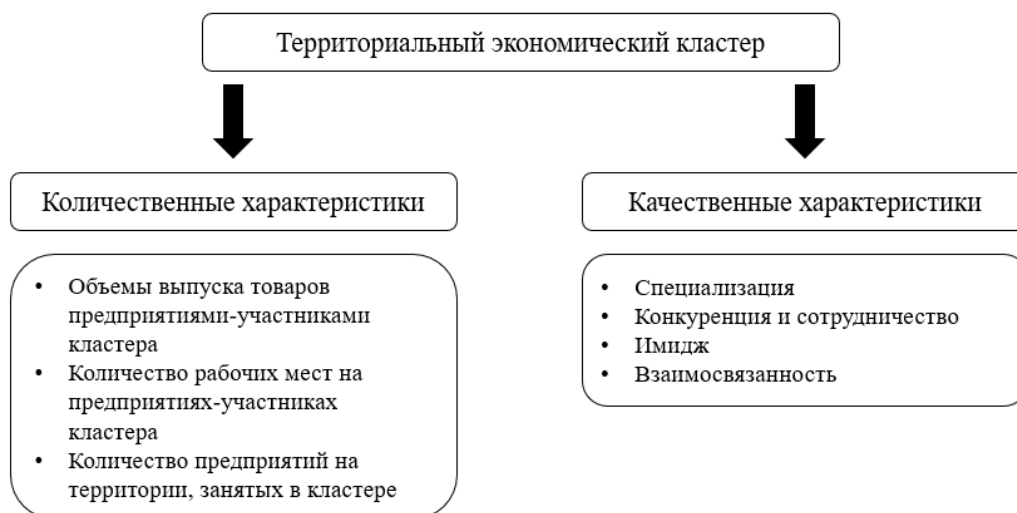 Территориальный экономический кластер
Количественные характеристики
• Объемы выпуска товаров
предприятиями-участниками
кластера
• Количество рабочих мест на
предприятиях-участниках
кластера
• Количество предприятий на
территории, занятых в кластере
Качественные характеристики
• Специализация
• Конкуренция и сотрудничество
• Имидж
• Взаимосвязанность